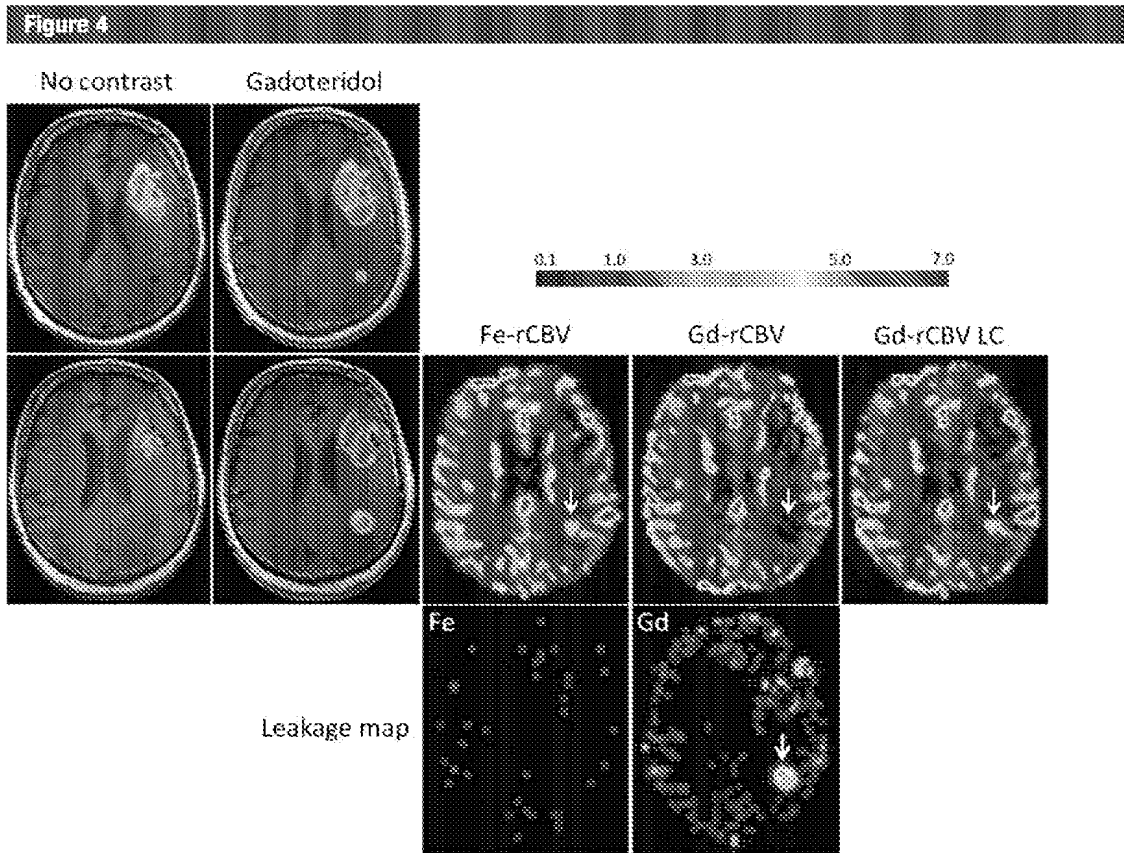 Figure 4
No contrast Gadoteridol
0.1 1.0 3.0 5.0 7.0
Fe-rCBV Gd-rCBV Gd-rCBV LC
Fe Gd
Leakage map